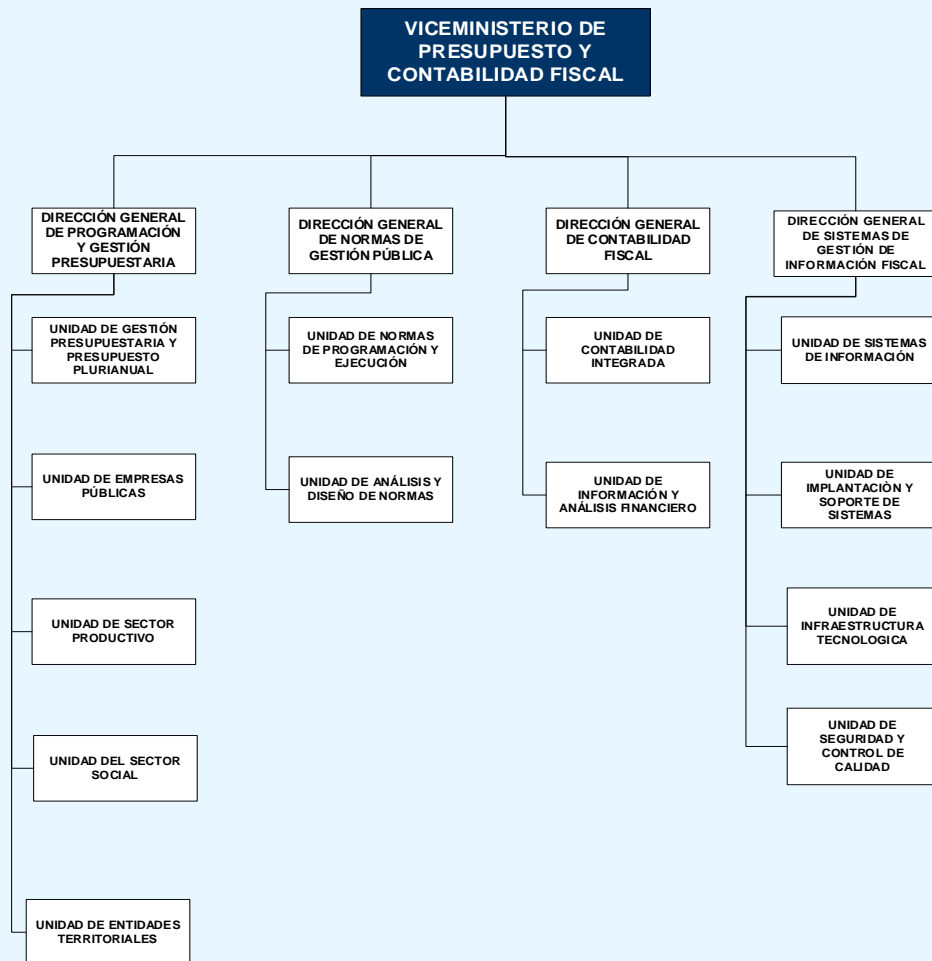 VICEMINISTERIO DE
PRESUPUESTO Y
CONTABILIDAD FISCAL
DIRECCIÓN GENERAL
DE PROGRAMACIÓN
Y GESTIÓN
PRESUPUESTARIA
DIRECCIÓN GENERAL
DE NORMAS DE
GESTIÓN PÚBLICA
DIRECCIÓN GENERAL
DE CONTABILIDAD
FISCAL
DIRECCIÓN GENERAL
DE SISTEMAS DE
GESTIÓN DE
INFORMACIÓN FISCAL
UNIDAD DE GESTIÓN
PRESUPUESTARIA Y
PRESUPUESTO
PLURIANUAL
UNIDAD DE NORMAS
DE PROGRAMACIÓN Y
EJECUCIÓN
UNIDAD DE
CONTABILIDAD
INTEGRADA
UNIDAD DE SISTEMAS
DE INFORMACIÓN
UNIDAD DE EMPRESAS
PÚBLICAS
UNIDAD DE ANÁLISIS Y
DISEÑO DE NORMAS
UNIDAD DE
INFORMACIÓN Y
ANÁLISIS FINANCIERO
UNIDAD DE
IMPLANTACIÒN Y
SOPORTE DE
SISTEMAS
UNIDAD DE SECTOR
PRODUCTIVO
UNIDAD DE
INFRAESTRUCTURA
TECNOLOGICA
UNIDAD DEL SECTOR
SOCIAL
UNIDAD DE
SEGURIDAD Y
CONTROL DE
CALIDAD
UNIDAD DE ENTIDADES
TERRITORIALES